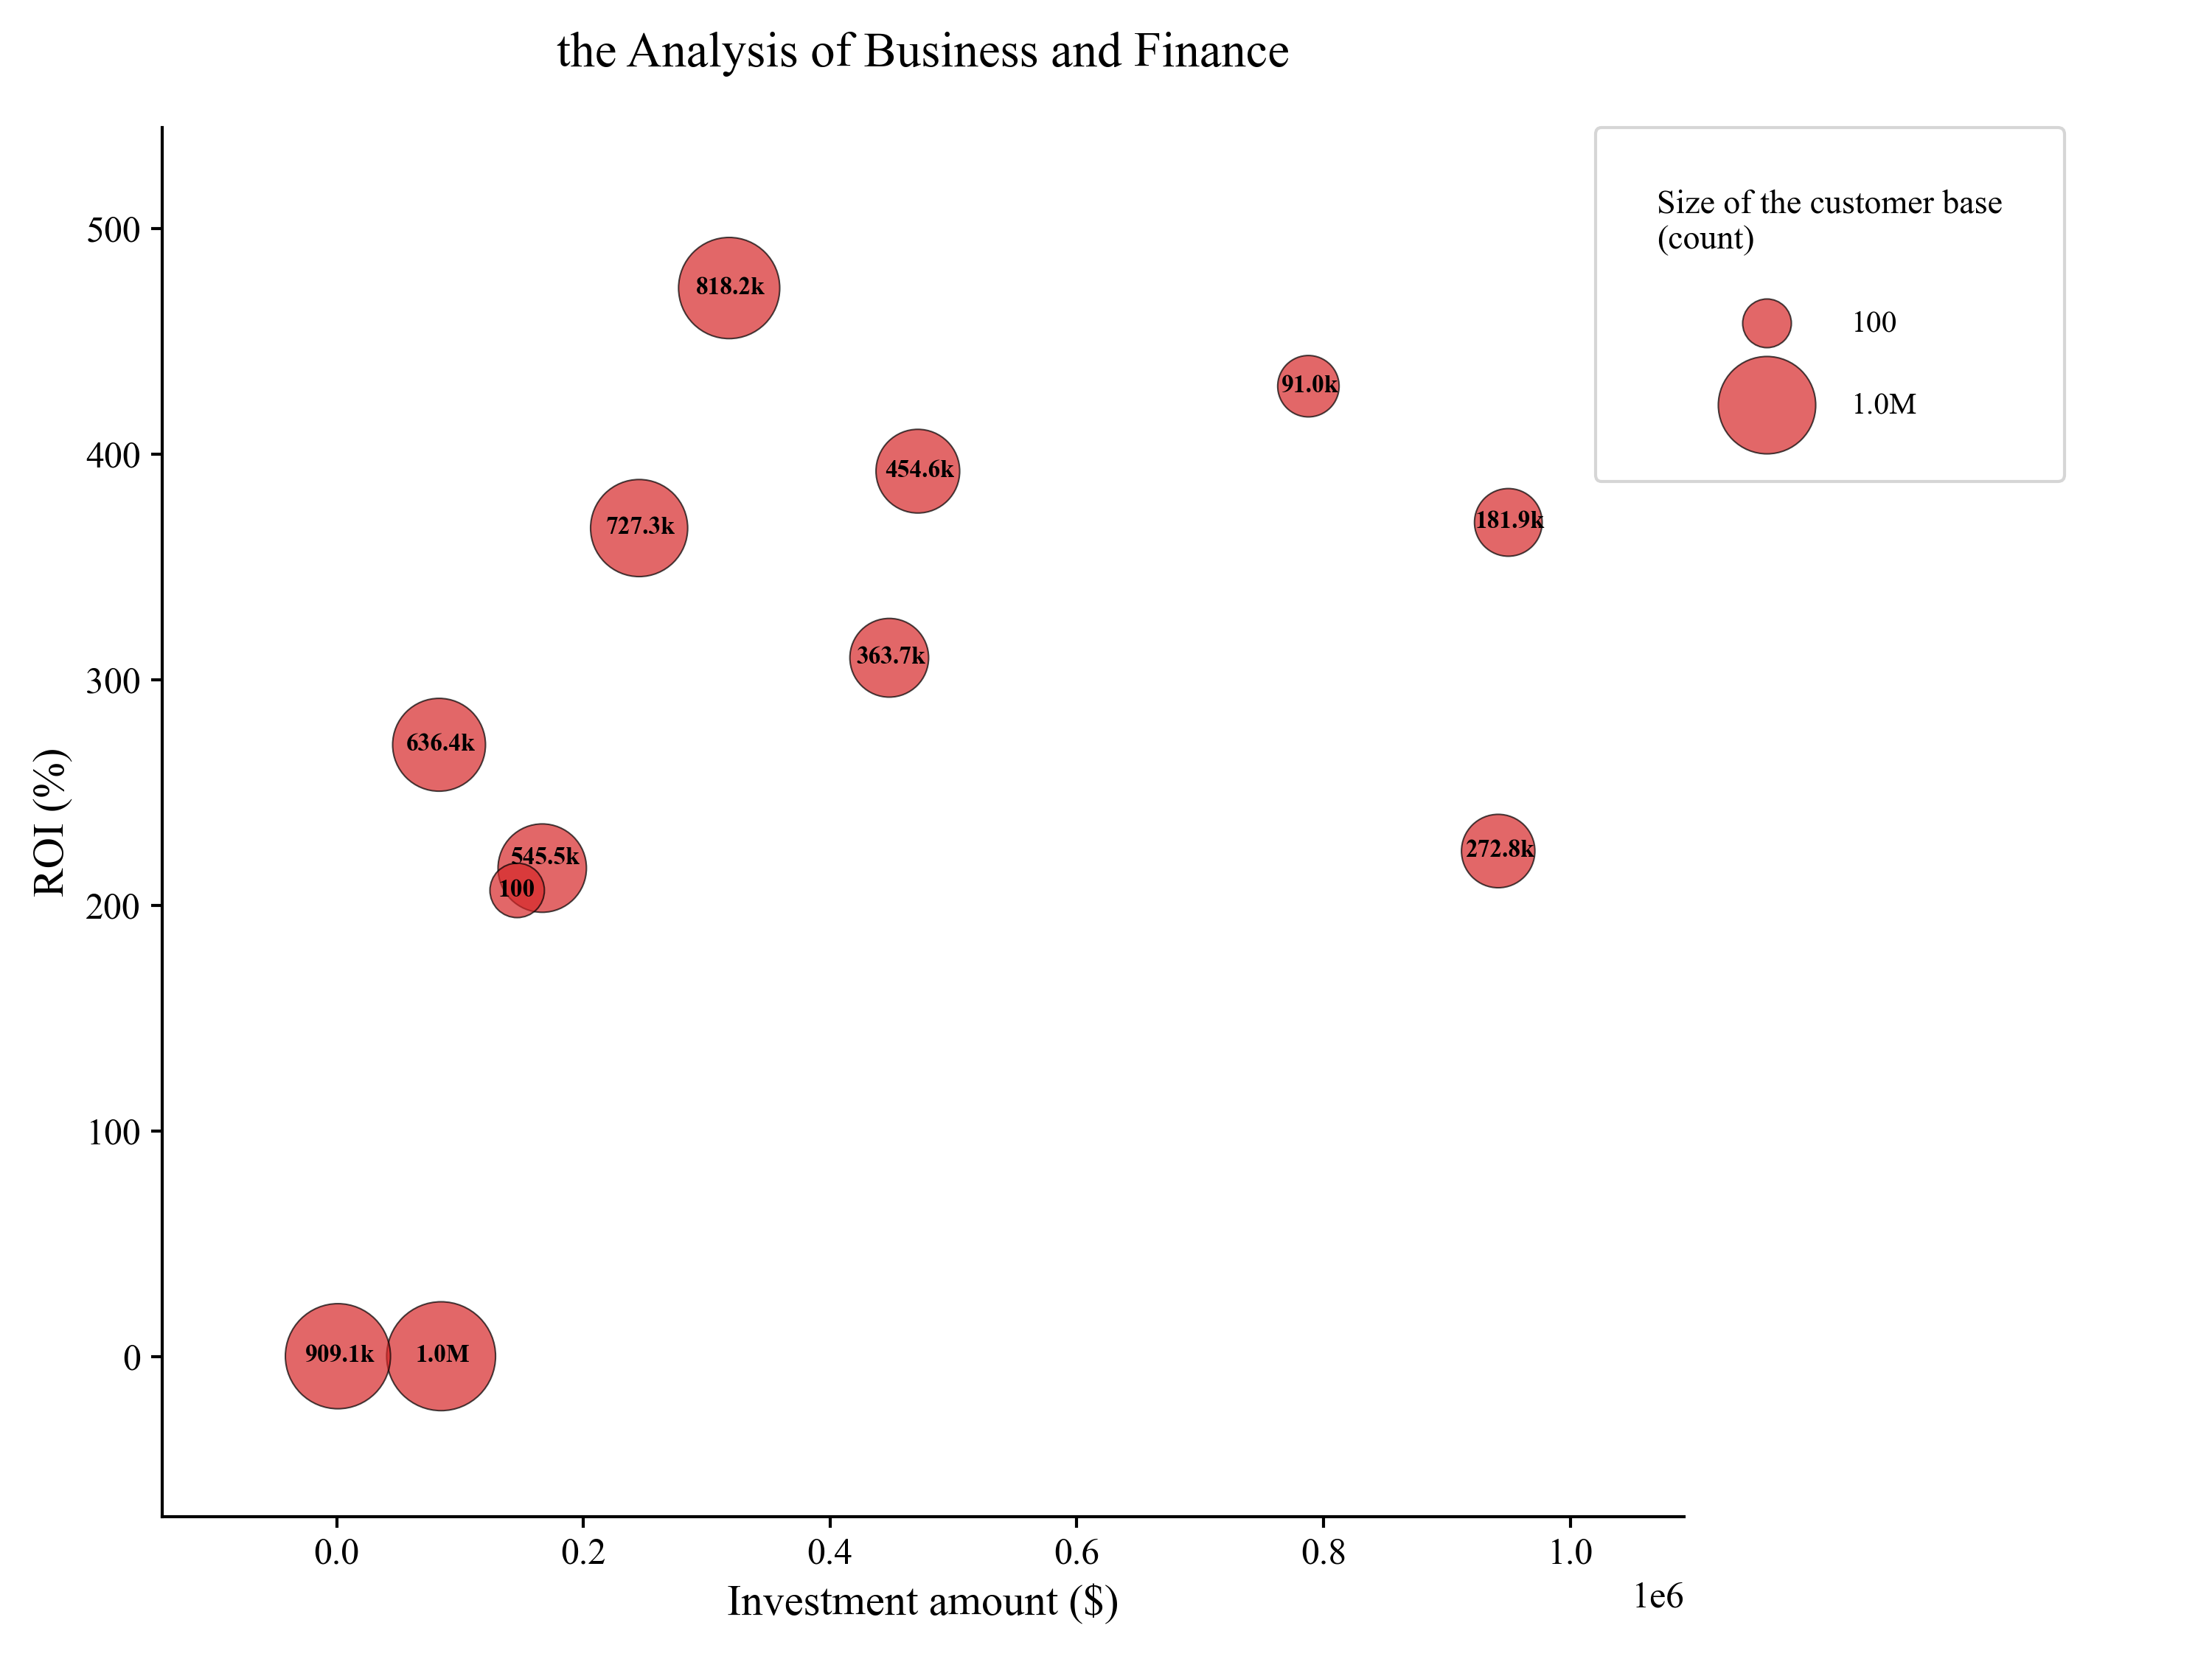 the Analysis of Business and Finance
Size of the customer base
(count)
100
1.0M
ROI (%)
500
400
300
200
100
0
818.2k
91.0k
454.6k
181.9k
727.3k
363.7k
636.4k
545.5k
272.8k
100
909.1k
1.0M
0.0
0.2
0.4
0.6
0.8
1.0
1e6
Investment amount ($)